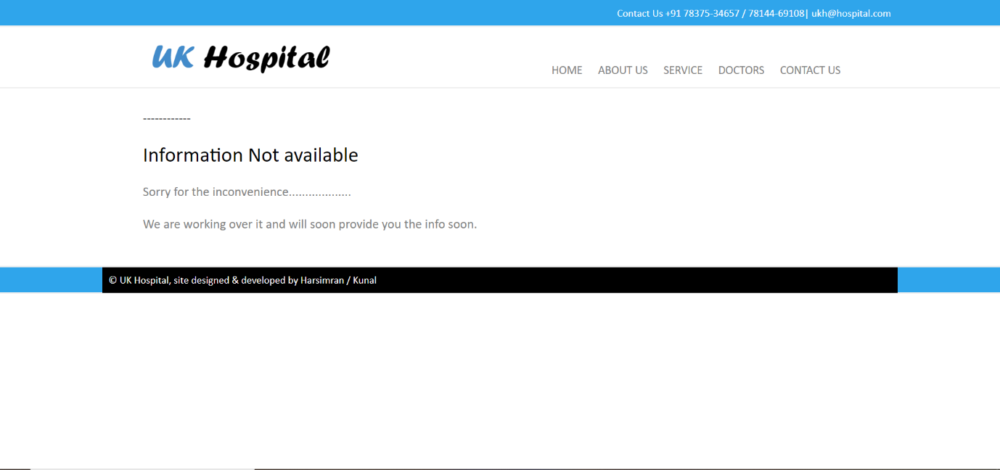 Contact Us +91 78375-34657 / 78144-69108| ukh@hospital.com
UK Hospital
HOME ABOUT US SERVICE DOCTORS CONTACT US
------------
Information Not available
Sorry for the inconvenience...................
We are working over it and will soon provide you the info soon.
© UK Hospital, site designed & developed by Harsimran / Kunal